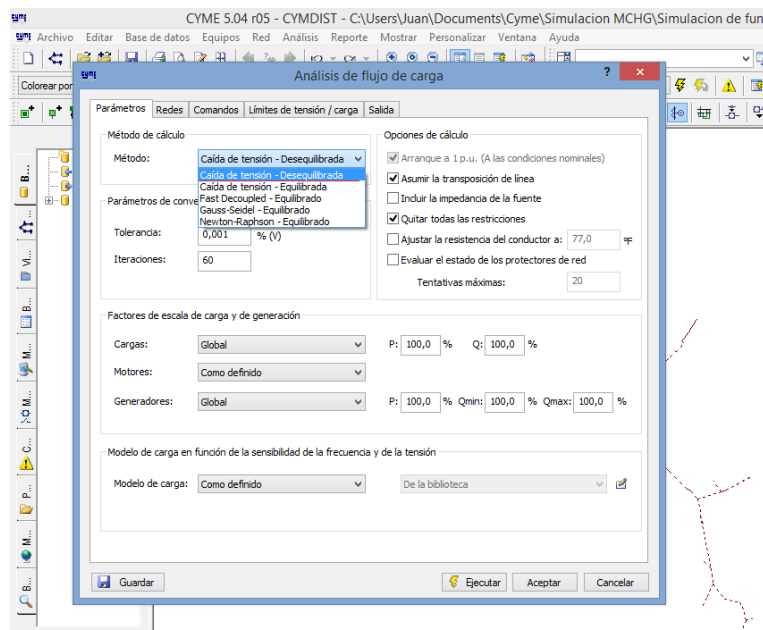 CYME CYME 5.04 r05 - CYMDIST - C:\Users\Juan\Documents\Cyme\Simulacion MCHG\Simulacion de fun
CYME Archivo Editar Base de datos Equipos Red Análisis Reporte Mostrar Personalizar Ventana Ayuda
Colorear por
CYME Análisis de flujo de carga ? ×
Parámetros Redes Comandos Límites de tensión / carga Salida
Método de cálculo
Método: Caída de tensión - Desequilibrada
Caída de tensión - Desequilibrada
Caída de tensión - Equilibrada
Fast Decoupled - Equilibrado
Gauss-Seidel - Equilibrado
Newton-Raphson - Equilibrado
Parámetros de conve
Tolerancia: 0,001 % (V)
Iteraciones: 60
Opciones de cálculo
Arranque a 1 p.u. (A las condiciones nominales)
Asumir la transposición de línea
Incluir la impedancia de la fuente
Quitar todas las restricciones
Ajustar la resistencia del conductor a: 77,0 °F
Evaluar el estado de los protectores de red
Tentativas máximas: 20
Factores de escala de carga y de generación
Cargas: Global P: 100,0 % Q: 100,0 %
Motores: Como definido
Generadores: Global P: 100,0 % Qmin: 100,0 % Qmax: 100,0 %
Modelo de carga en función de la sensibilidad de la frecuencia y de la tensión
Modelo de carga: Como definido De la biblioteca
Guardar Ejecutar Aceptar Cancelar
B...
Vi...
B...
M...
M...
C...
P...
M...
B...